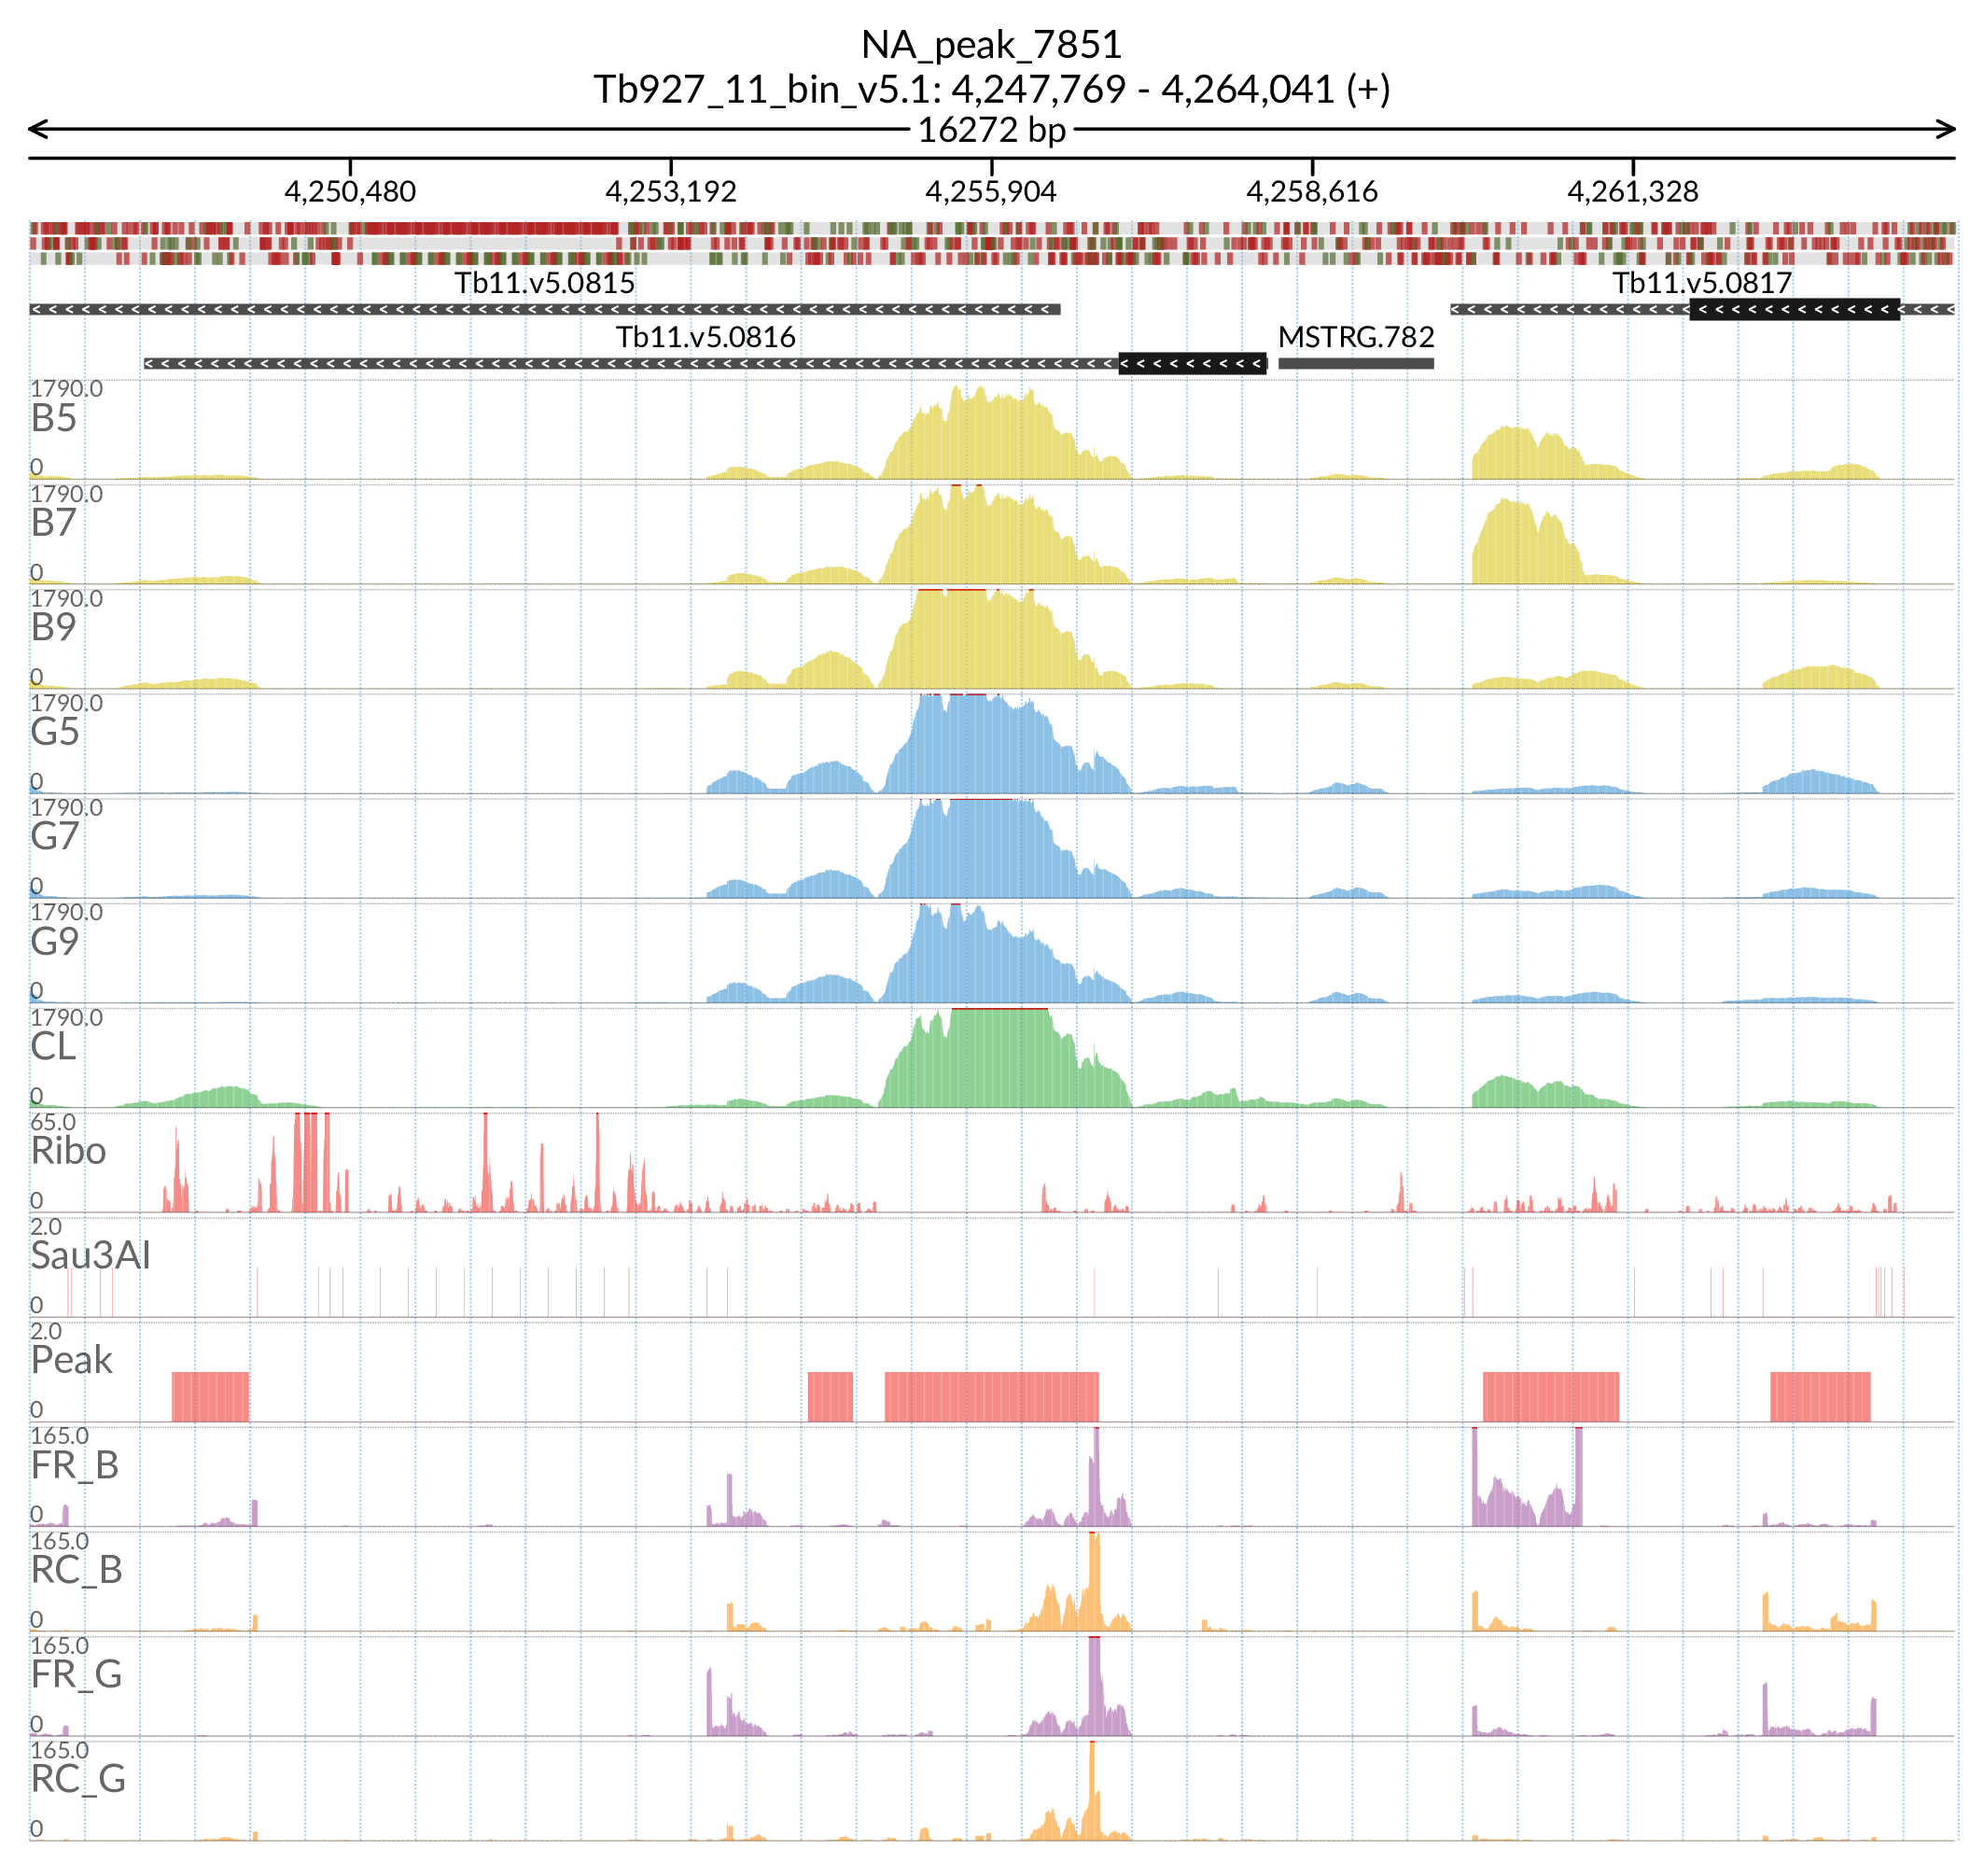 NA_peak_7851
Tb927_11_bin_v5.1: 4,247,769 - 4,264,041 (+)
16272 bp
4,250,480 4,253,192 4,255,904 4,258,616 4,261,328
Tb11.v5.0815 Tb11.v5.0817
Tb11.v5.0816 MSTRG.782
1790.0
B5
0
1790.0
B7
0
1790.0
B9
0
1790.0
G5
0
1790.0
G7
0
1790.0
G9
0
1790.0
CL
0
65.0
Ribo
0
2.0
Sau3AI
0
2.0
Peak
0
165.0
FR_B
0
165.0
RC_B
0
165.0
FR_G
0
165.0
RC_G
0